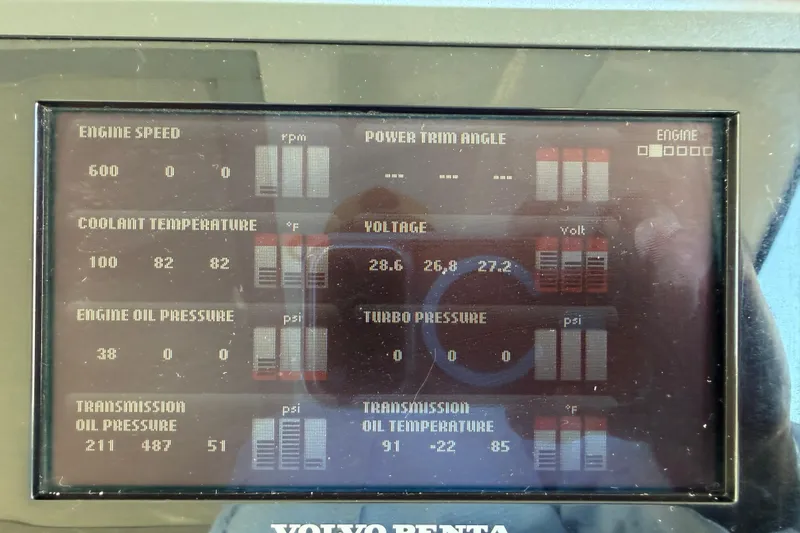 ENGINE SPEED rpm
600 0 0
POWER TRIM ANGLE
--- --- ---
ENGINE
COOLANT TEMPERATURE °F
100 82 82
VOLTAGE Volt
28.6 26,8 27.2
ENGINE OIL PRESSURE psi
38 0 0
TURBO PRESSURE psi
0 0 0
TRANSMISSION psi
OIL PRESSURE
211 487 51
TRANSMISSION °F
OIL TEMPERATURE
91 -22 85
VOLVO PENTA